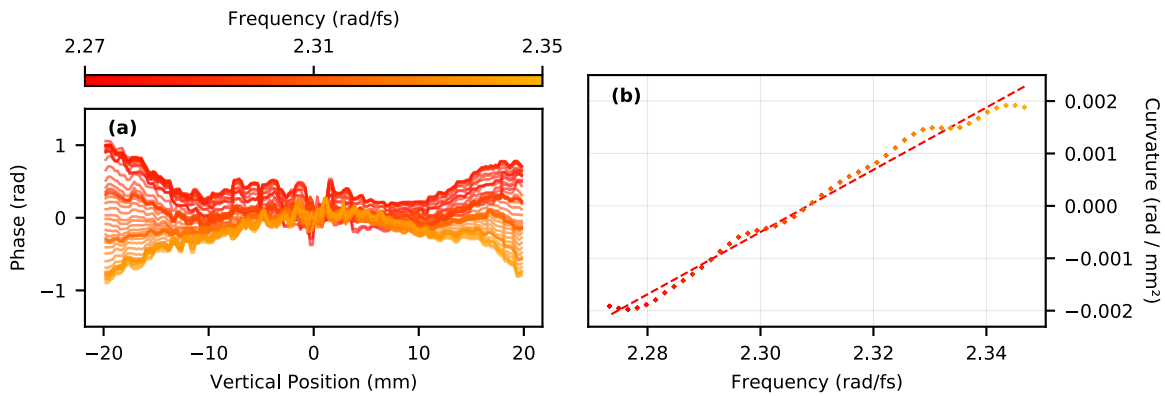 Frequency (rad/fs)
2.27 2.31 2.35
(a)
1
0
−1
Phase (rad)
−20 −10 0 10 20
Vertical Position (mm)
(b)
0.002
0.001
0.000
−0.001
−0.002
Curvature (rad / mm²)
2.28 2.30 2.32 2.34
Frequency (rad/fs)